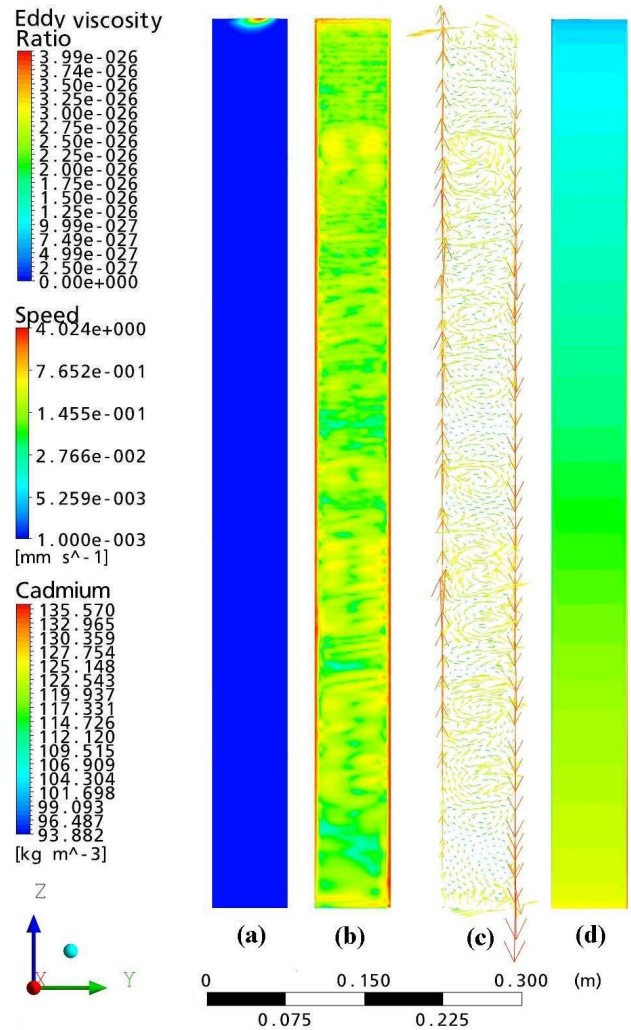 Eddy viscosity
Ratio
3.99e-026
3.74e-026
3.50e-026
3.25e-026
3.00e-026
2.75e-026
2.50e-026
2.25e-026
2.00e-026
1.75e-026
1.50e-026
1.25e-026
9.99e-027
7.49e-027
4.99e-027
2.50e-027
0.00e+000
Speed
4.024e+000
7.652e-001
1.455e-001
2.766e-002
5.259e-003
1.000e-003
[mm s^-1]
Cadmium
135.570
132.965
130.359
127.754
125.148
122.543
119.937
117.331
114.726
112.120
109.515
106.909
104.304
101.698
99.093
96.487
93.882
[kg m^-3]
Z
X
Y
(a)
(b)
(c)
(d)
0 0.150 0.300 (m)
0.075 0.225